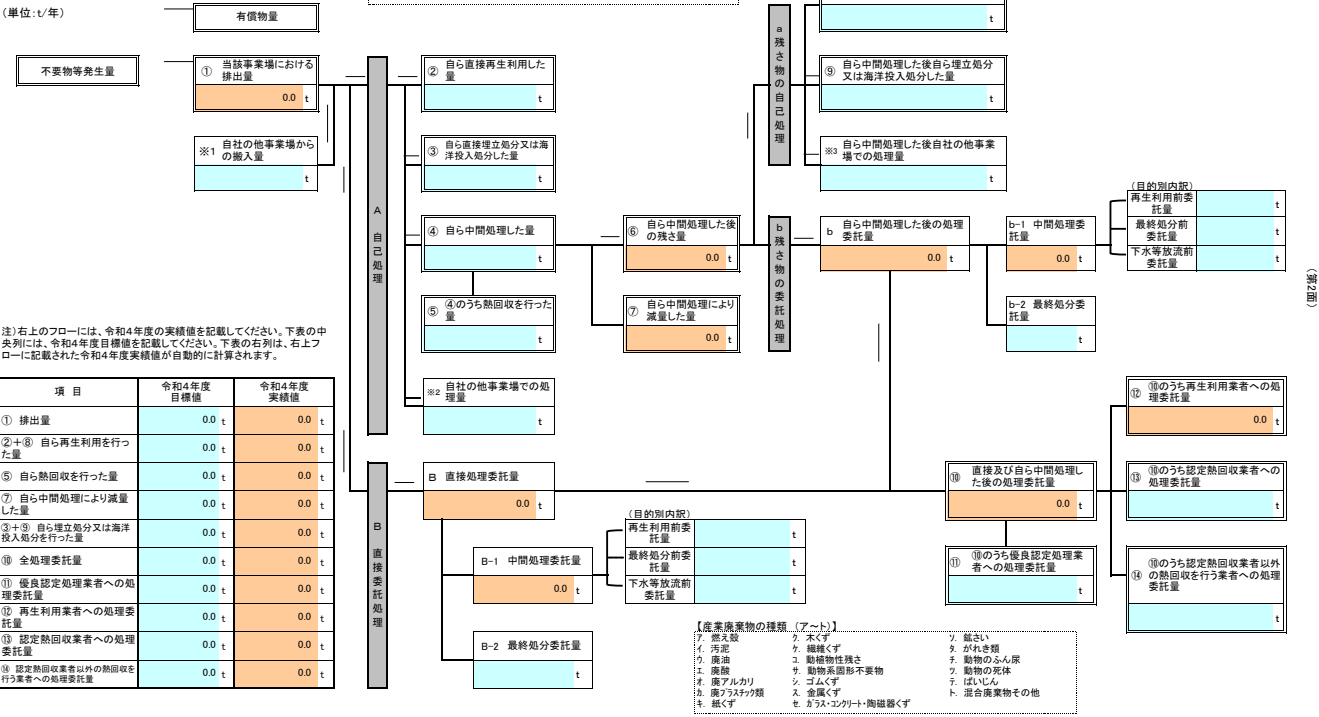 （単位:t/年）
有償物量
t
不要物等発生量
① 当該事業場における
排出量
0.0 t
※1 自社の他事業場から
の搬入量
t
A 自己処理
② 自ら直接再生利用した
量
t
③ 自ら直接埋立処分又は海
洋投入処分した量
t
④ 自ら中間処理した量
t
⑤ ④のうち熱回収を行った
量
t
※2 自社の他事業場での処
理量
t
⑥ 自ら中間処理した後
の残さ量
0.0 t
⑦ 自ら中間処理により
減量した量
0.0 t
a 残さ物の自己処理
⑨ 自ら中間処理した後自ら埋立処分
又は海洋投入処分した量
t
※3 自ら中間処理した後自社の他事業
場での処理量
t
b 残さ物の委託処理
b 自ら中間処理した後の処理
委託量
0.0 t
b-1 中間処理委
託量
0.0 t
b-2 最終処分委
託量
t
（目的別内訳）
再生利用前委
託量
t
最終処分前
委託量
t
下水等放流前
委託量
t
（第2面）
注）右上のフローには、令和4年度の実績値を記載してください。下表の中
央列には、令和4年度目標値を記載してください。下表の右列は、右上フ
ローに記載された令和4年度実績値が自動的に計算されます。
項 目 令和4年度
目標値 令和4年度
実績値
① 排出量 0.0 t 0.0 t
②+⑧ 自ら再生利用を行っ
た量 0.0 t 0.0 t
⑤ 自ら熱回収を行った量 0.0 t 0.0 t
⑦ 自ら中間処理により減量
した量 0.0 t 0.0 t
③+⑨ 自ら埋立処分又は海洋
投入処分を行った量 0.0 t 0.0 t
⑩ 全処理委託量 0.0 t 0.0 t
⑪ 優良認定処理業者への処
理委託量 0.0 t 0.0 t
⑫ 再生利用業者への処理委
託量 0.0 t 0.0 t
⑬ 認定熱回収業者への処理
委託量 0.0 t 0.0 t
⑭ 認定熱回収業者以外の熱回収を
行う業者への処理委託量 0.0 t 0.0 t
B 直接委託処理
B 直接処理委託量
0.0 t
B-1 中間処理委託量
0.0 t
B-2 最終処分委託量
t
（目的別内訳）
再生利用前委
託量
t
最終処分前委
託量
t
下水等放流前
委託量
t
⑩ 直接及び自ら中間処理し
た後の処理委託量
0.0 t
⑪ ⑩のうち優良認定処理業
者への処理委託量
t
⑫ ⑩のうち再生利用業者への処
理委託量
0.0 t
⑬ ⑩のうち認定熱回収業者への
処理委託量
t
⑭ ⑩のうち認定熱回収業者以外
の熱回収を行う業者への処理
委託量
t
【産業廃棄物の種類 （ア～ト）】
ア. 燃え殻 ク. 木くず ソ. 鉱さい
イ. 汚泥 ケ. 繊維くず タ. がれき類
ウ. 廃油 コ. 動植物性残さ チ. 動物のふん尿
エ. 廃酸 サ. 動物系固形不要物 ツ. 動物の死体
オ. 廃アルカリ シ. ゴムくず テ. ばいじん
カ. 廃プラスチック類 ス. 金属くず ト. 混合廃棄物その他
キ. 紙くず セ. ガラス・コンクリート・陶磁器くず